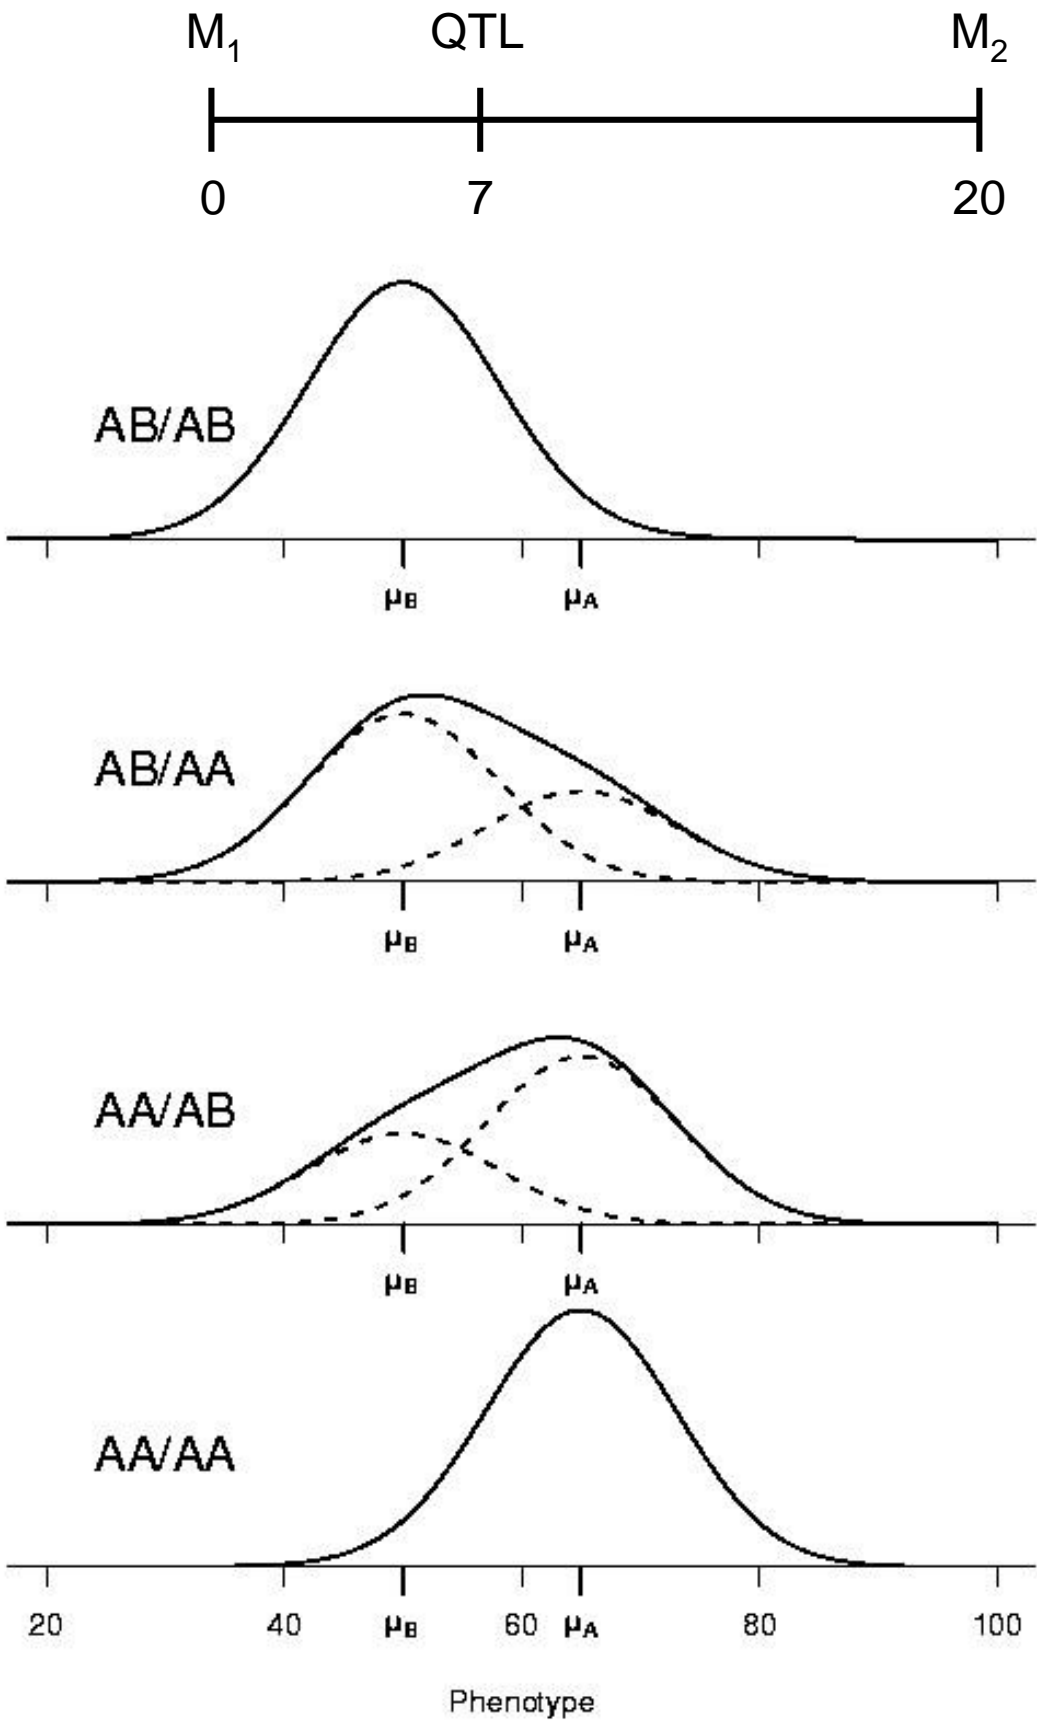 M₁ QTL M₂
0 7 20
AB/AB
μB μA
AB/AA
μB μA
AA/AB
μB μA
AA/AA
20 40 μB 60 μA 80 100
Phenotype